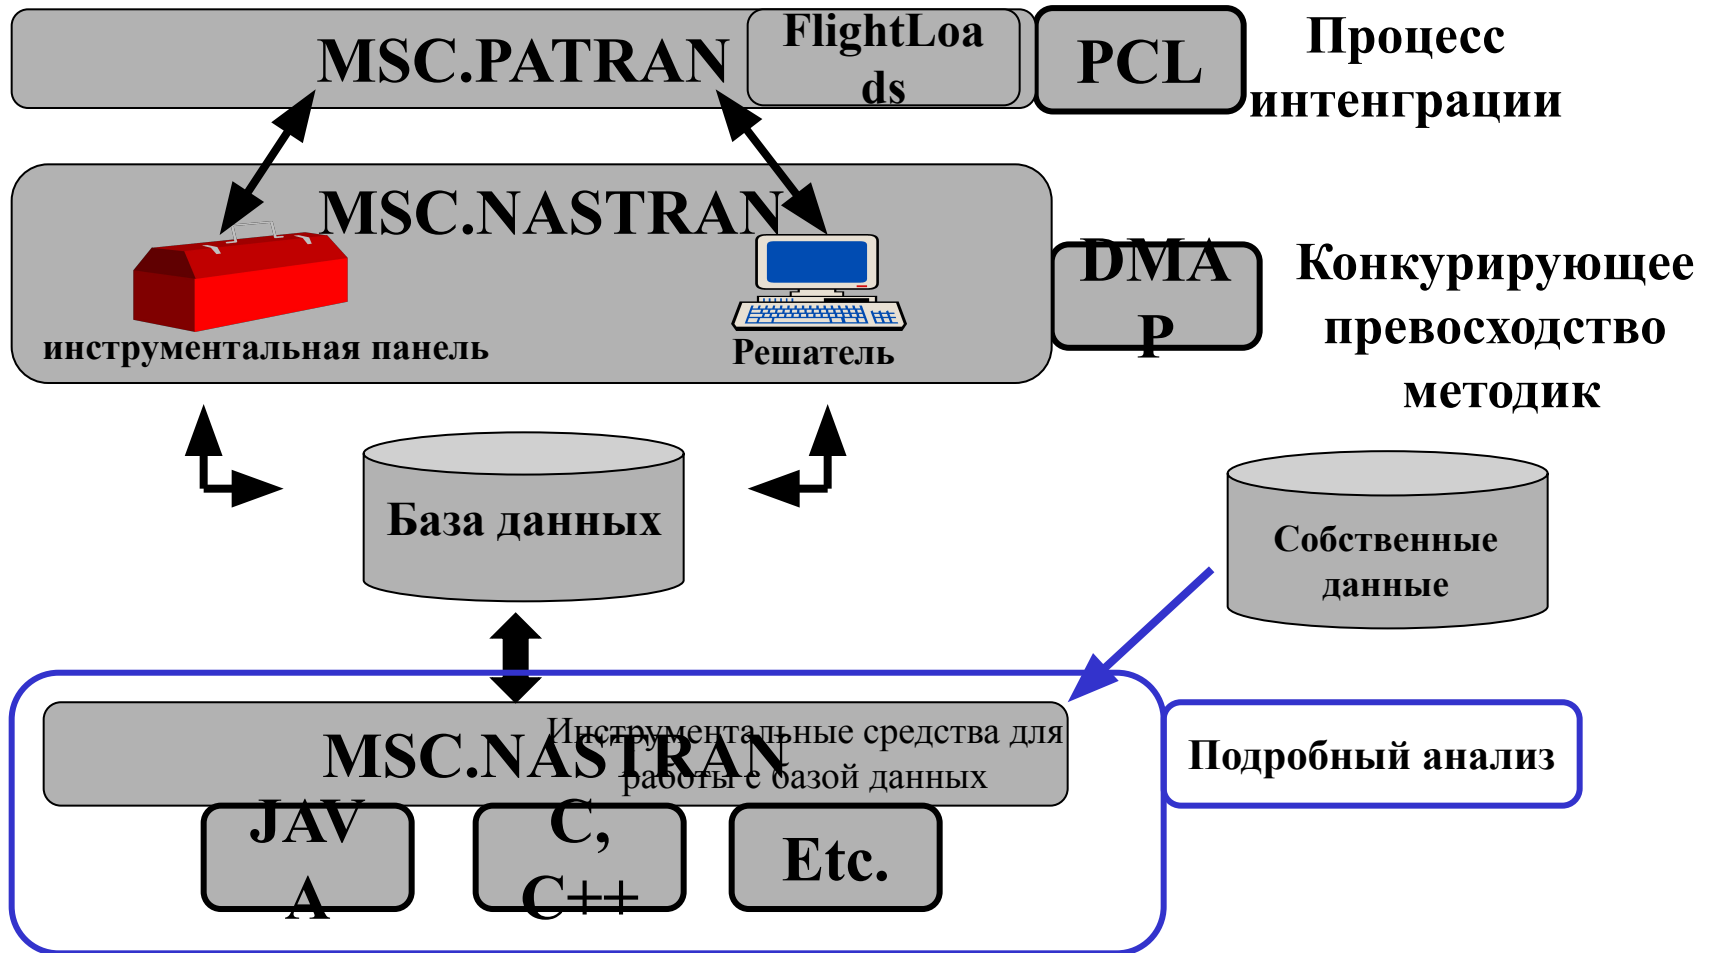 MSC.PATRAN
FlightLoa
ds
PCL
Процесс
интенграции
MSC.NASTRAN
инструментальная панель
Решатель
DMA
P
Конкурирующее
превосходство
методик
База данных
Собственные
данные
MSC.NASTRAN
Инструментальные средства для
работы с базой данных
Подробный анализ
JAV
A
C,
C++
Etc.